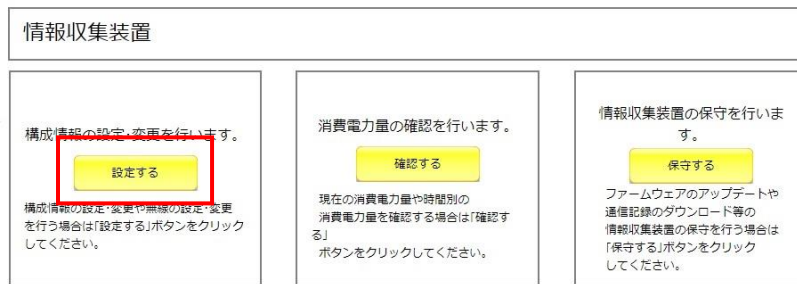 情報収集装置
構成情報の設定・変更を行います。
設定する
構成情報の設定・変更や無線の設定・変更
を行う場合は「設定する」ボタンをクリック
してください。
消費電力量の確認を行います。
確認する
現在の消費電力量や時間別の
消費電力量を確認する場合は「確認す
る」
ボタンをクリックしてください。
情報収集装置の保守を行いま
す。
保守する
ファームウェアのアップデートや
通信記録のダウンロード等の
情報収集装置の保守を行う場合は
「保守する」ボタンをクリック
してください。